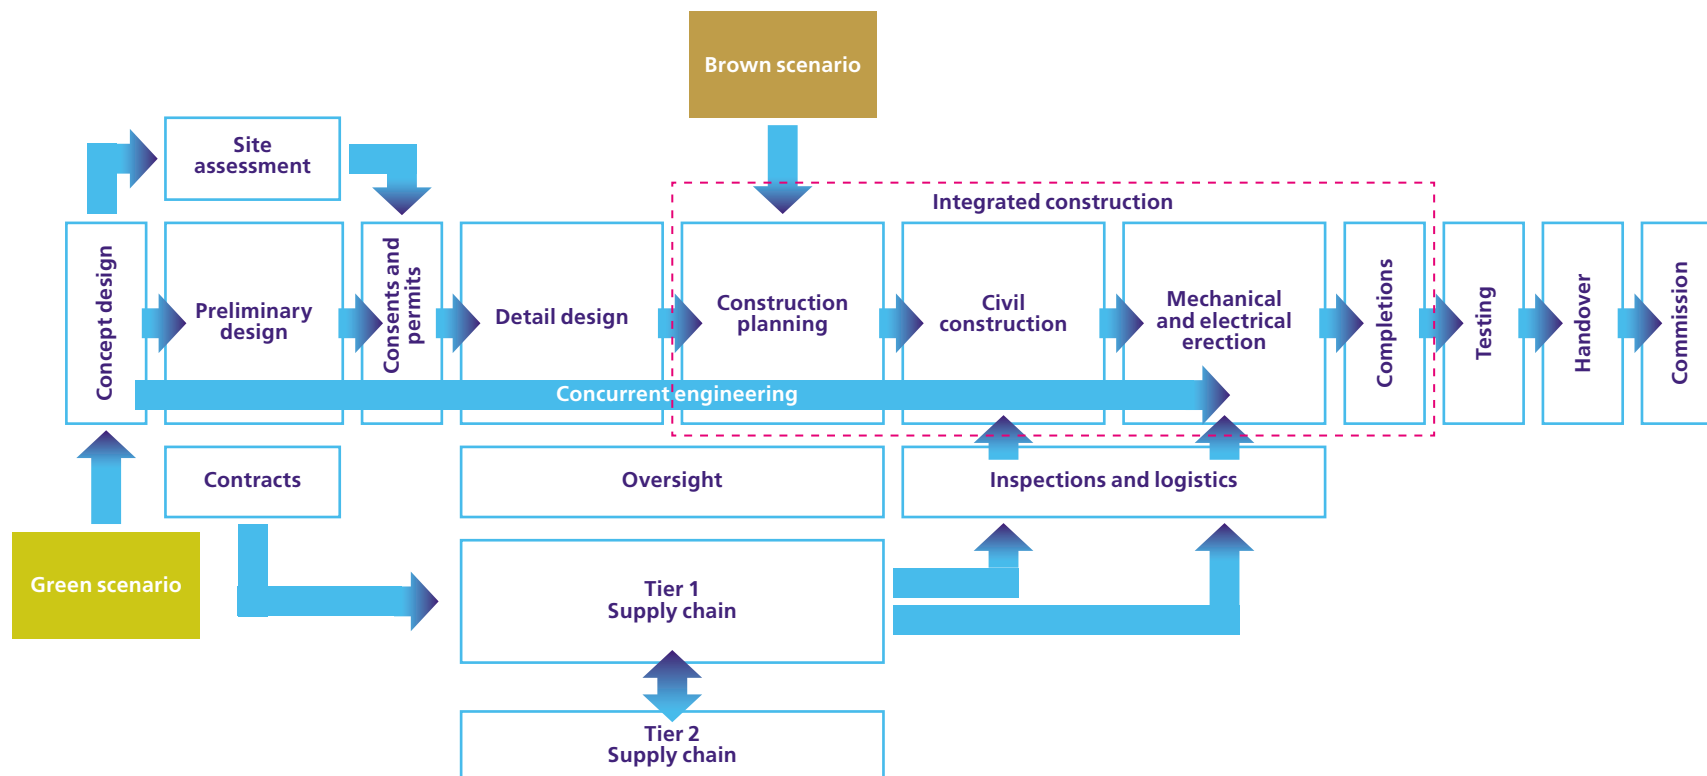 Brown scenario
Site
assessment
Integrated construction
Concept design
Preliminary
design
Consents and
permits
Detail design
Construction
planning
Civil
construction
Mechanical
and electrical
erection
Completions
Testing
Handover
Commission
Concurrent engineering
Contracts
Oversight
Inspections and logistics
Green scenario
Tier 1
Supply chain
Tier 2
Supply chain